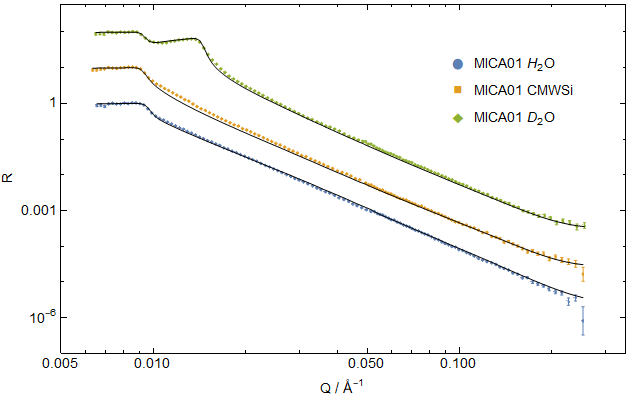 MICA01 H₂O
MICA01 CMWSi
MICA01 D₂O
1
R
0.001
10⁻⁶
0.005 0.010 0.050 0.100
Q / Å⁻¹